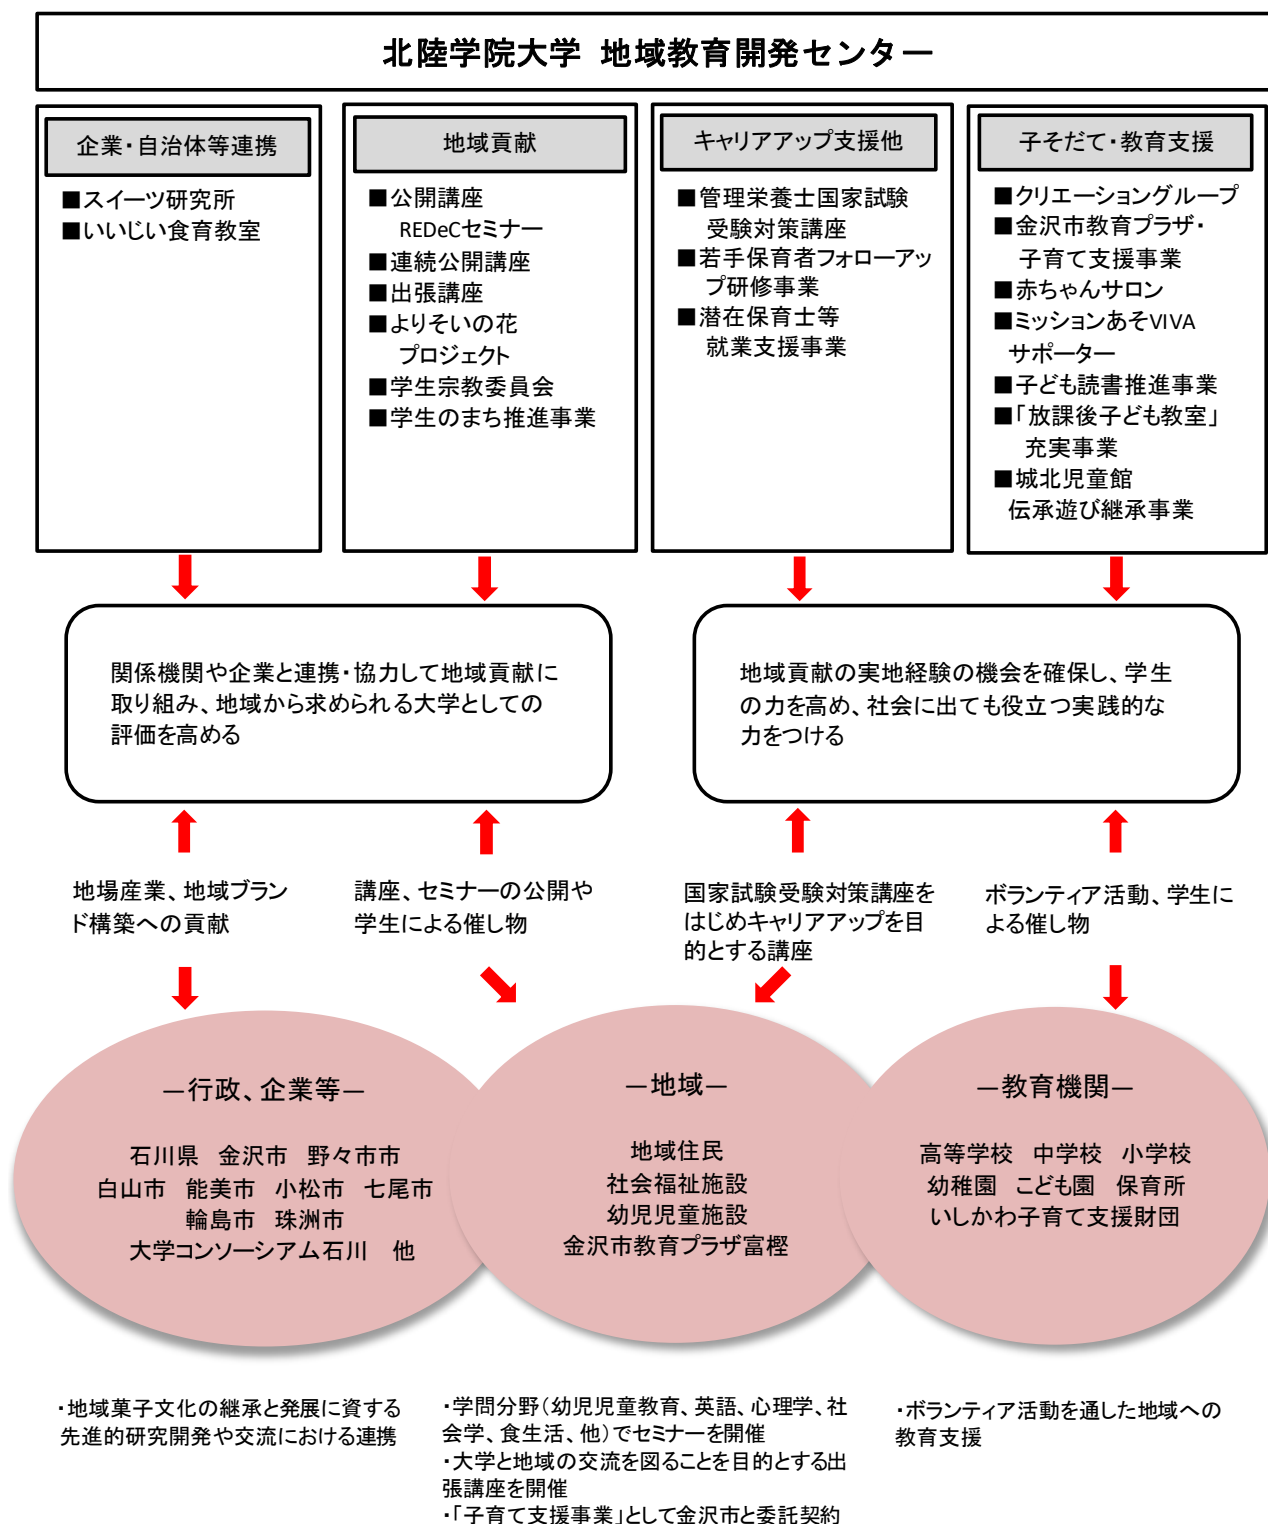 北陸学院大学 地域教育開発センター
企業・自治体等連携
■スイーツ研究所
■いいじい食育教室
地域貢献
■公開講座
REDeCセミナー
■連続公開講座
■出張講座
■よりそいの花
プロジェクト
■学生宗教委員会
■学生のまち推進事業
キャリアアップ支援他
■管理栄養士国家試験
受験対策講座
■若手保育者フォローアッ
プ研修事業
■潜在保育士等
就業支援事業
子そだて・教育支援
■クリエーショングループ
■金沢市教育プラザ・
子育て支援事業
■赤ちゃんサロン
■ミッションあそVIVA
サポーター
■子ども読書推進事業
■「放課後子ども教室」
充実事業
■城北児童館
伝承遊び継承事業
関係機関や企業と連携・協力して地域貢献に
取り組み、地域から求められる大学としての
評価を高める
地域貢献の実地経験の機会を確保し、学生
の力を高め、社会に出ても役立つ実践的な
力をつける
地場産業、地域ブラン
ド構築への貢献
講座、セミナーの公開や
学生による催し物
国家試験受験対策講座を
はじめキャリアアップを目
的とする講座
ボランティア活動、学生に
よる催し物
―行政、企業等―
石川県 金沢市 野々市市
白山市 能美市 小松市 七尾市
輪島市 珠洲市
大学コンソーシアム石川 他
―地域―
地域住民
社会福祉施設
幼児児童施設
金沢市教育プラザ富樫
―教育機関―
高等学校 中学校 小学校
幼稚園 こども園 保育所
いしかわ子育て支援財団
・地域菓子文化の継承と発展に資する
先進的研究開発や交流における連携
・学問分野(幼児児童教育、英語、心理学、社
会学、食生活、他)でセミナーを開催
・大学と地域の交流を図ることを目的とする出
張講座を開催
・「子育て支援事業」として金沢市と委託契約
・ボランティア活動を通した地域への
教育支援